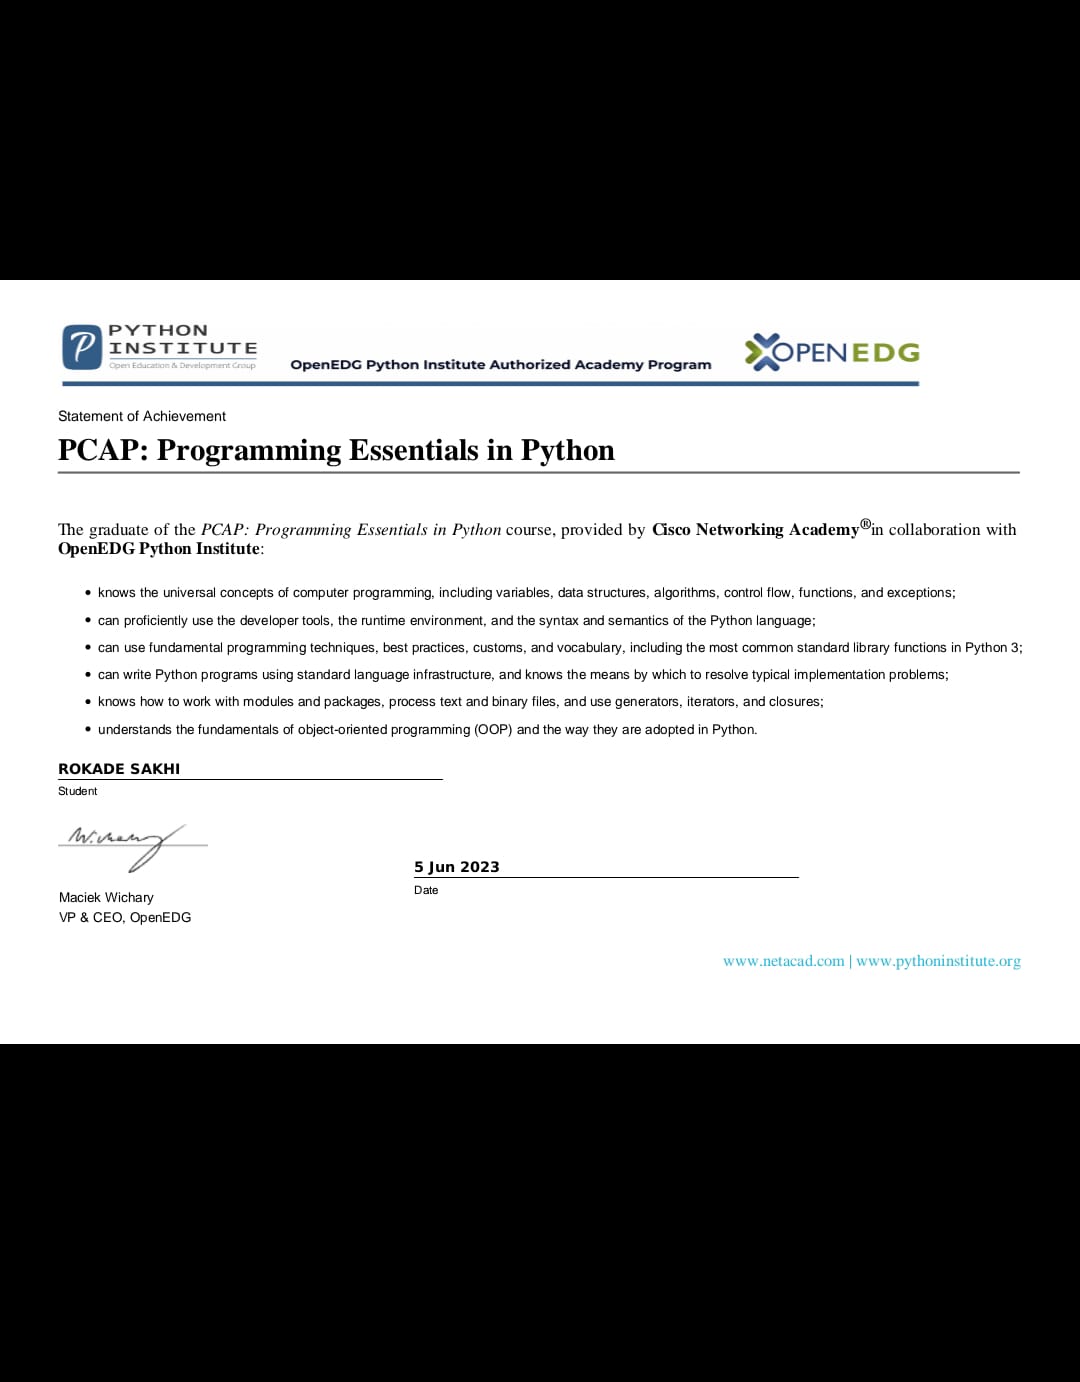 PYTHON
INSTITUTE
Open Education & Development Group
OpenEDG Python Institute Authorized Academy Program
OPENEDG
Statement of Achievement
PCAP: Programming Essentials in Python
The graduate of the PCAP: Programming Essentials in Python course, provided by Cisco Networking Academy®in collaboration with
OpenEDG Python Institute:
• knows the universal concepts of computer programming, including variables, data structures, algorithms, control flow, functions, and exceptions;
• can proficiently use the developer tools, the runtime environment, and the syntax and semantics of the Python language;
• can use fundamental programming techniques, best practices, customs, and vocabulary, including the most common standard library functions in Python 3;
• can write Python programs using standard language infrastructure, and knows the means by which to resolve typical implementation problems;
• knows how to work with modules and packages, process text and binary files, and use generators, iterators, and closures;
• understands the fundamentals of object-oriented programming (OOP) and the way they are adopted in Python.
ROKADE SAKHI
Student
5 Jun 2023
Date
Maciek Wichary
VP & CEO, OpenEDG
www.netacad.com | www.pythoninstitute.org